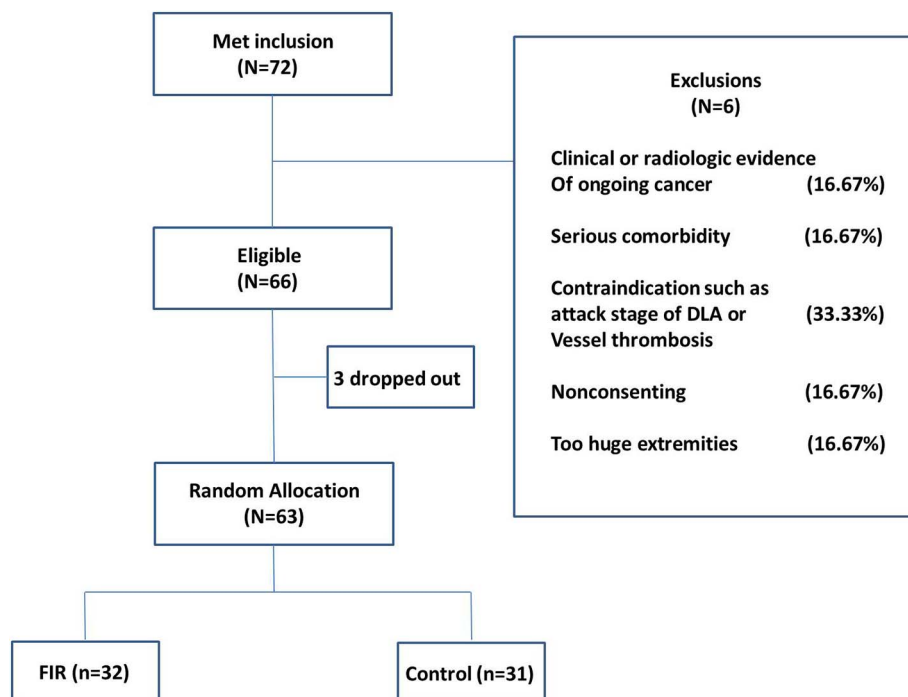 Met inclusion
(N=72)
Exclusions
(N=6)
Clinical or radiologic evidence
Of ongoing cancer (16.67%)
Serious comorbidity (16.67%)
Contraindication such as
attack stage of DLA or (33.33%)
Vessel thrombosis
Nonconsenting (16.67%)
Too huge extremities (16.67%)
Eligible
(N=66)
3 dropped out
Random Allocation
(N=63)
FIR (n=32)
Control (n=31)